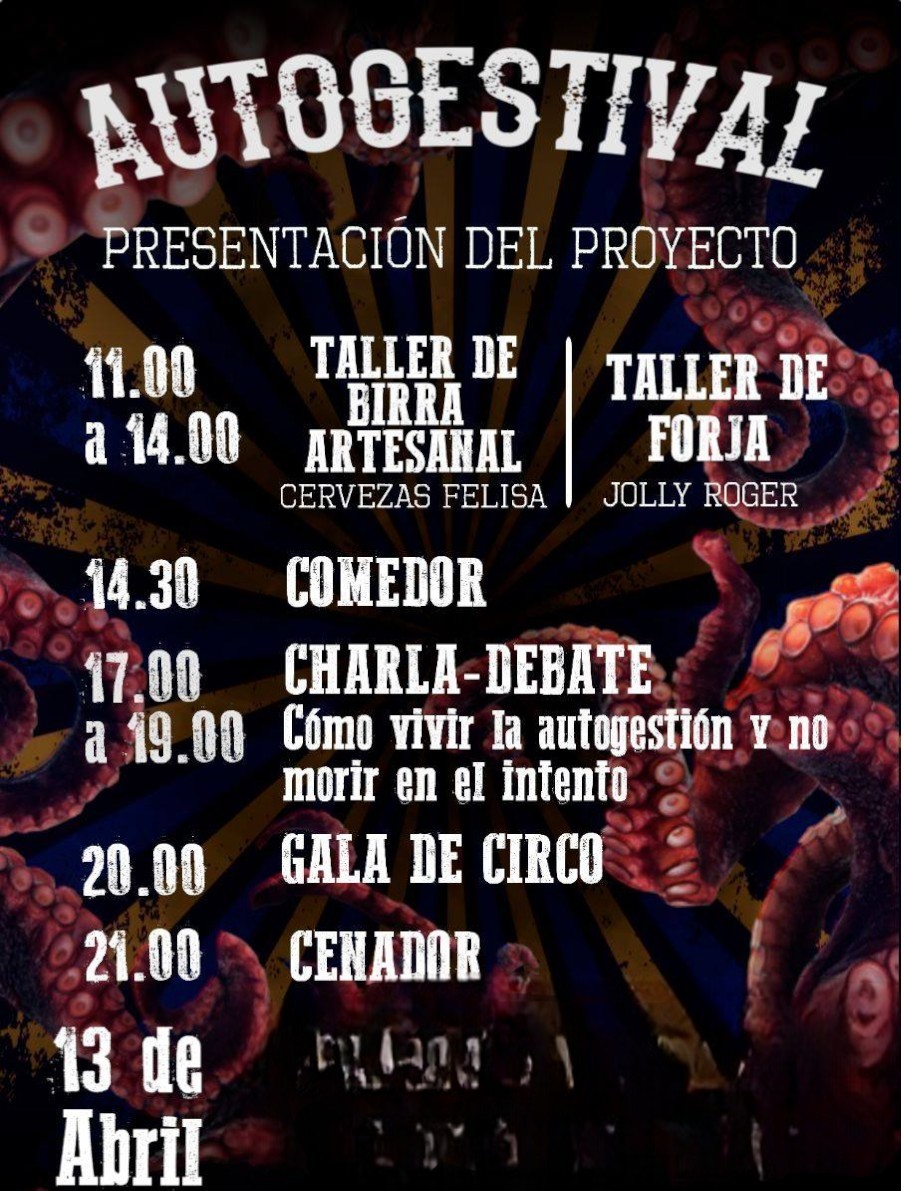 AUTOGESTIVAL
PRESENTACIÓN DEL PROYECTO
11.00
a 14.00
TALLER DE
BIRRA
ARTESANAL
CERVEZAS FELISA
TALLER DE
FORJA
JOLLY ROGER
14.30 COMEDOR
17.00
a 19.00
CHARLA-DEBATE
Cómo vivir la autogestión y no
morir en el intento
20.00 GALA DE CIRCO
21.00 CENADOR
13 de
Abril